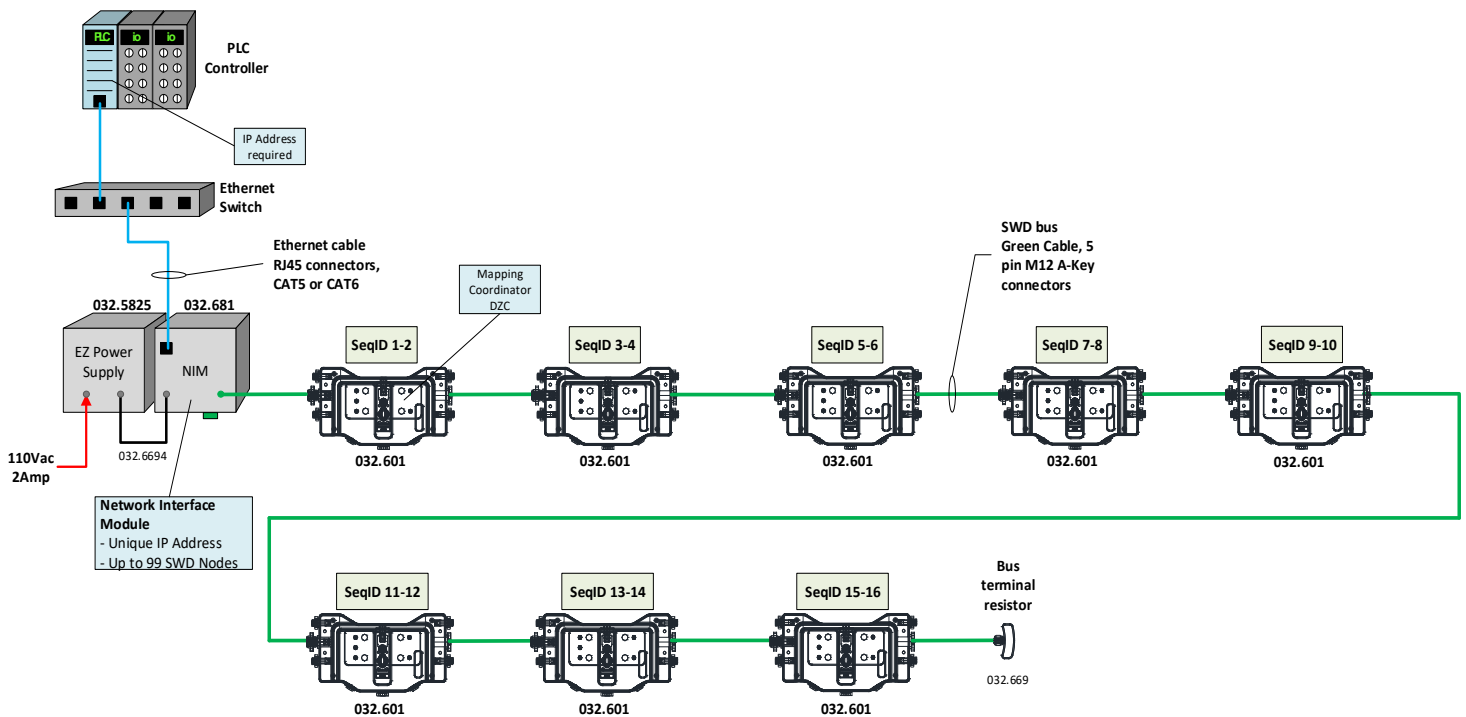 PLC
io
io
PLC
Controller
IP Address
required
Ethernet
Switch
Ethernet cable
RJ45 connectors,
CAT5 or CAT6
SWD bus
Green Cable, 5
pin M12 A-Key
connectors
Mapping
Coordinator
DZC
032.5825
032.681
EZ Power
Supply
NIM
SeqID 1-2
SeqID 3-4
SeqID 5-6
SeqID 7-8
SeqID 9-10
032.6694
032.601
032.601
032.601
032.601
032.601
110Vac
2Amp
Network Interface
Module
- Unique IP Address
- Up to 99 SWD Nodes
SeqID 11-12
SeqID 13-14
SeqID 15-16
Bus
terminal
resistor
032.669
032.601
032.601
032.601